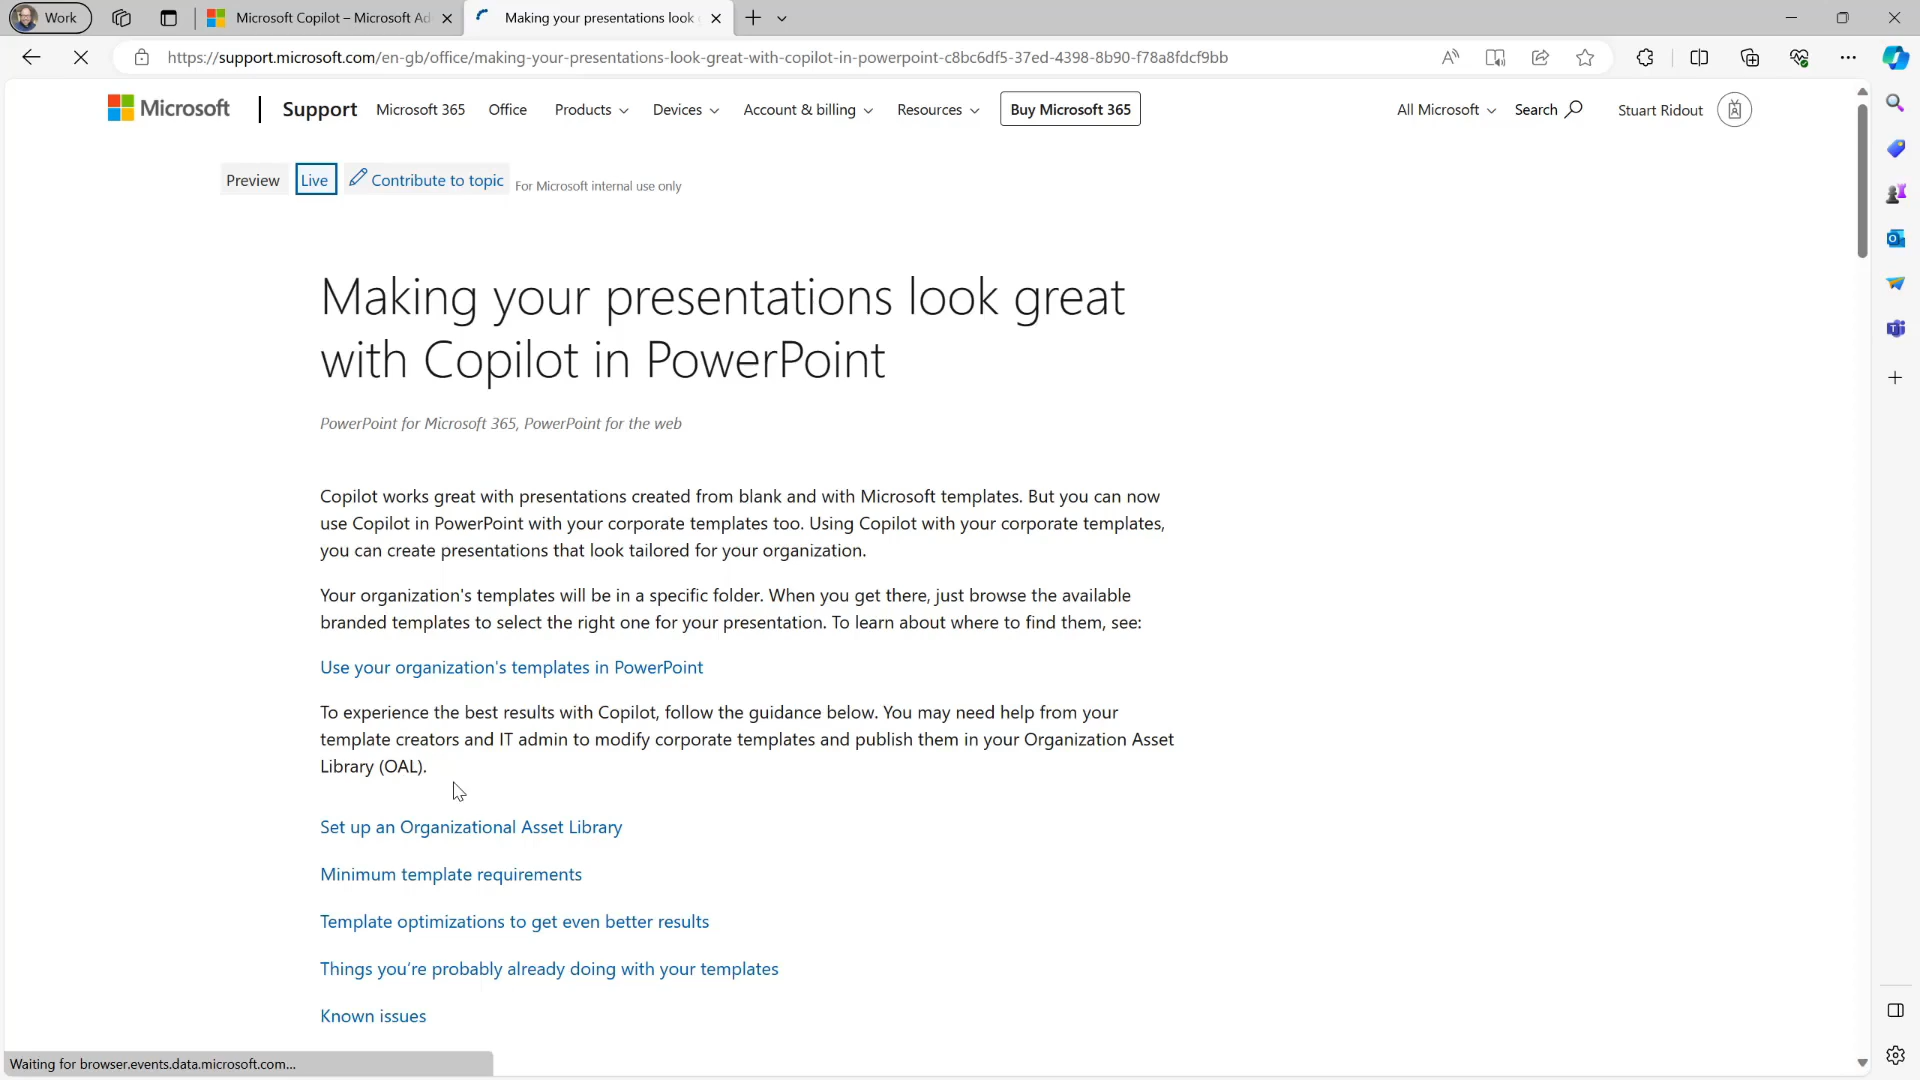 Work
Microsoft Copilot – Microsoft Ad
Making your presentations look
https://support.microsoft.com/en-gb/office/making-your-presentations-look-great-with-copilot-in-powerpoint-c8bc6df5-37ed-4398-8b90-f78a8fdcf9bb
Microsoft
Support
Microsoft 365
Office
Products
Devices
Account & billing
Resources
Buy Microsoft 365
All Microsoft
Search
Stuart Ridout
Preview
Live
Contribute to topic
For Microsoft internal use only
Making your presentations look great
with Copilot in PowerPoint
PowerPoint for Microsoft 365, PowerPoint for the web
Copilot works great with presentations created from blank and with Microsoft templates. But you can now
use Copilot in PowerPoint with your corporate templates too. Using Copilot with your corporate templates,
you can create presentations that look tailored for your organization.
Your organization's templates will be in a specific folder. When you get there, just browse the available
branded templates to select the right one for your presentation. To learn about where to find them, see:
Use your organization's templates in PowerPoint
To experience the best results with Copilot, follow the guidance below. You may need help from your
template creators and IT admin to modify corporate templates and publish them in your Organization Asset
Library (OAL).
Set up an Organizational Asset Library
Minimum template requirements
Template optimizations to get even better results
Things you’re probably already doing with your templates
Known issues
Waiting for browser.events.data.microsoft.com...